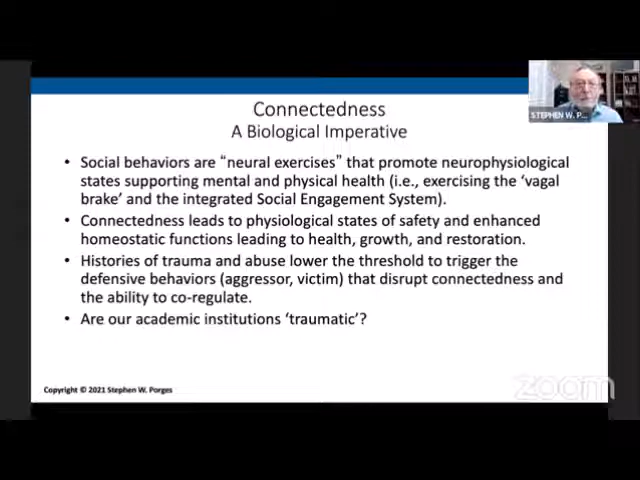 STEPHEN W. P...
Connectedness
A Biological Imperative
• Social behaviors are “neural exercises” that promote neurophysiological
states supporting mental and physical health (i.e., exercising the ‘vagal
brake’ and the integrated Social Engagement System).
• Connectedness leads to physiological states of safety and enhanced
homeostatic functions leading to health, growth, and restoration.
• Histories of trauma and abuse lower the threshold to trigger the
defensive behaviors (aggressor, victim) that disrupt connectedness and
the ability to co-regulate.
• Are our academic institutions ‘traumatic’?
Copyright © 2021 Stephen W. Porges
zoom